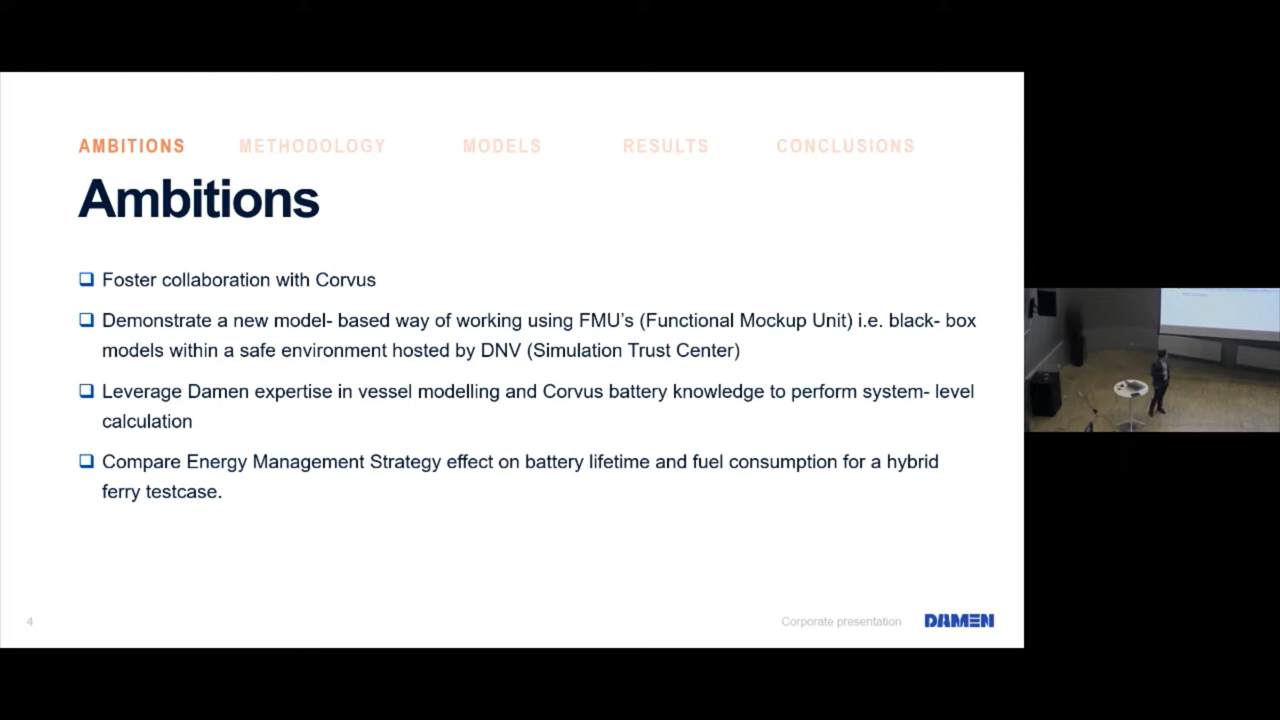 AMBITIONS METHODOLOGY MODELS RESULTS CONCLUSIONS
Ambitions
Foster collaboration with Corvus
Demonstrate a new model- based way of working using FMU's (Functional Mockup Unit) i.e. black- box
models within a safe environment hosted by DNV (Simulation Trust Center)
Leverage Damen expertise in vessel modelling and Corvus battery knowledge to perform system- level
calculation
Compare Energy Management Strategy effect on battery lifetime and fuel consumption for a hybrid
ferry testcase.
4 Corporate presentation DAMEN